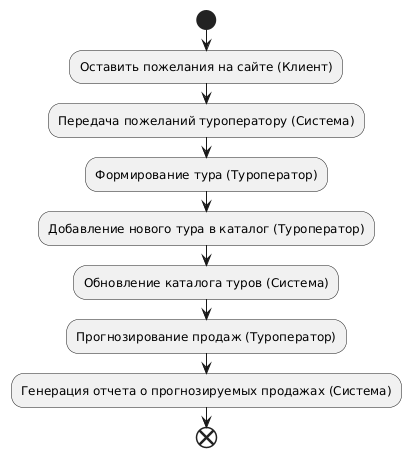 Оставить пожелания на сайте (Клиент)
Передача пожеланий туроператору (Система)
Формирование тура (Туроператор)
Добавление нового тура в каталог (Туроператор)
Обновление каталога туров (Система)
Прогнозирование продаж (Туроператор)
Генерация отчета о прогнозируемых продажах (Система)